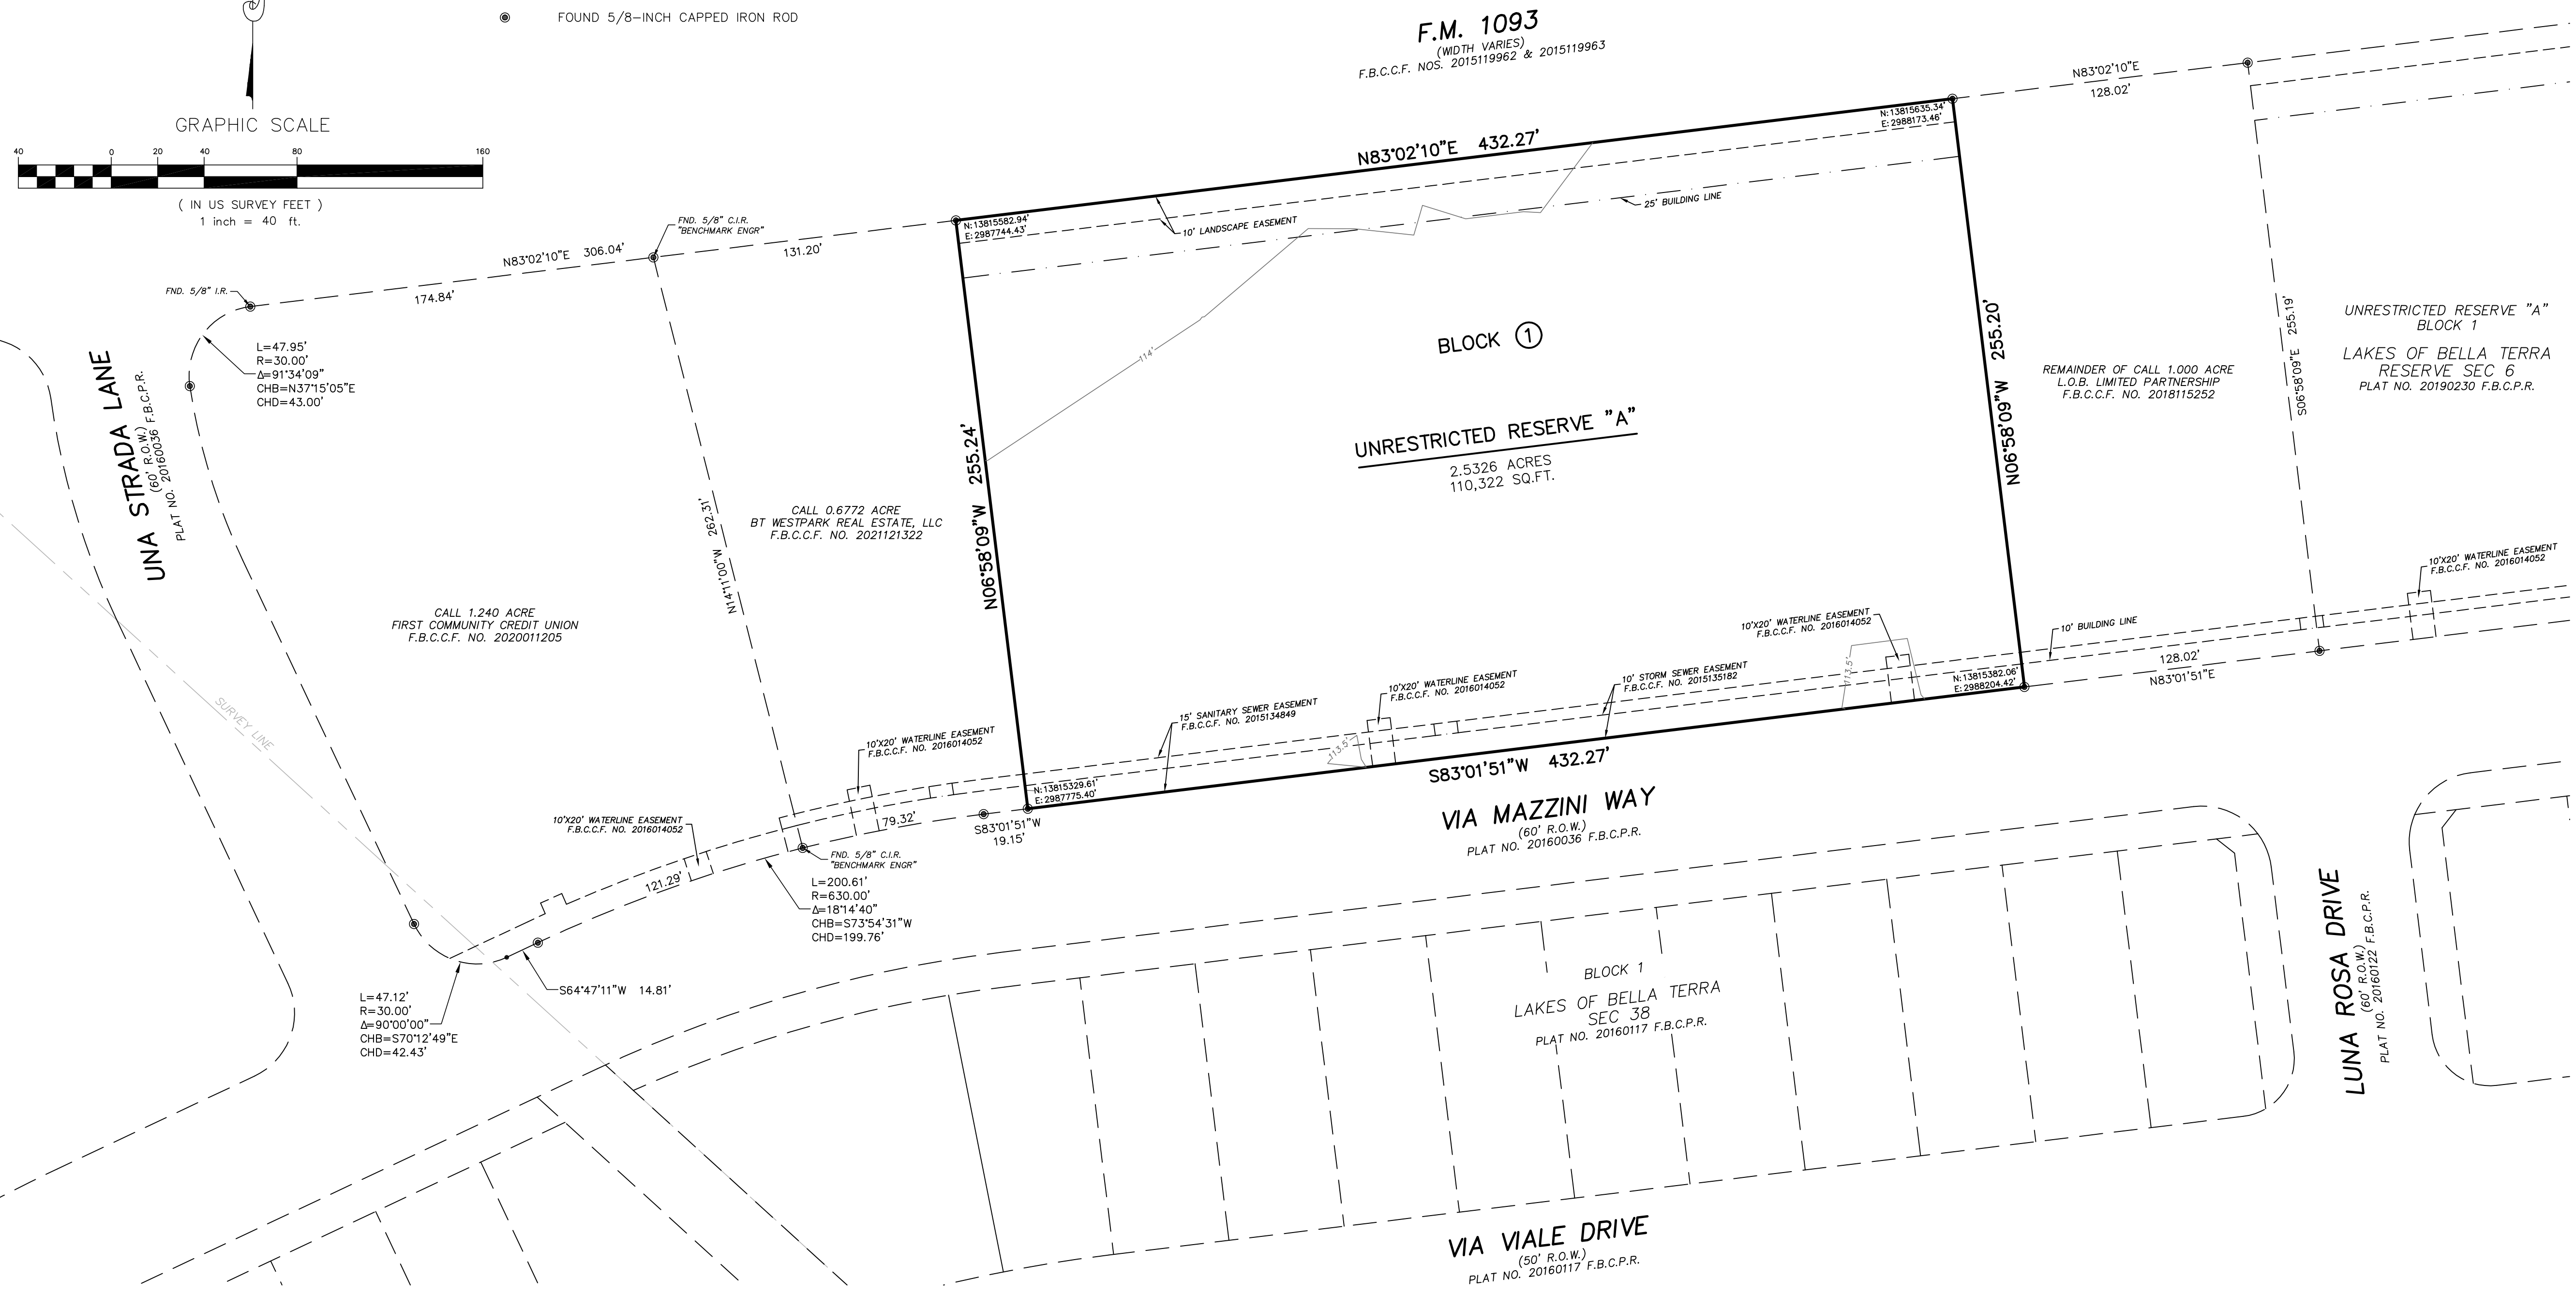 FOUND 5/8-INCH CAPPED IRON ROD
F.M. 1093
(WIDTH VARIES)
F.B.C.C.F. NOS. 2015119962 & 2015119963
GRAPHIC SCALE
40 0 20 40 80 160
( IN US SURVEY FEET )
1 inch = 40 ft.
N83°02'10"E
128.02'
N:13815635.34'
E:2988173.46'
N83°02'10"E 432.27'
N:13815582.94'
E:2987744.43'
10' LANDSCAPE EASEMENT
25' BUILDING LINE
FND. 5/8" C.I.R.
"BENCHMARK ENGR"
N83°02'10"E 306.04'
131.20'
174.84'
FND. 5/8" I.R.
L=47.95'
R=30.00'
Δ=91°34'09"
CHB=N37°15'05"E
CHD=43.00'
UNA STRADA LANE
(60' R.O.W.)
PLAT NO. 20160036 F.B.C.P.R.
114'
BLOCK 1
UNRESTRICTED RESERVE "A"
2.5326 ACRES
110,322 SQ.FT.
N06°58'09"W 255.24'
N06°58'09"W 255.20'
S06°58'09"E 255.19'
REMAINDER OF CALL 1.000 ACRE
L.O.B. LIMITED PARTNERSHIP
F.B.C.C.F. NO. 2018115252
UNRESTRICTED RESERVE "A"
BLOCK 1
LAKES OF BELLA TERRA
RESERVE SEC 6
PLAT NO. 20190230 F.B.C.P.R.
N14°11'00"W 262.31'
CALL 0.6772 ACRE
BT WESTPARK REAL ESTATE, LLC
F.B.C.C.F. NO. 2021121322
CALL 1.240 ACRE
FIRST COMMUNITY CREDIT UNION
F.B.C.C.F. NO. 2020011205
SURVEY LINE
10'X20' WATERLINE EASEMENT
F.B.C.C.F. NO. 2016014052
10'X20' WATERLINE EASEMENT
F.B.C.C.F. NO. 2016014052
10' BUILDING LINE
113.5'
10' STORM SEWER EASEMENT
F.B.C.C.F. NO. 2015135182
10'X20' WATERLINE EASEMENT
F.B.C.C.F. NO. 2016014052
15' SANITARY SEWER EASEMENT
F.B.C.C.F. NO. 2015134849
10'X20' WATERLINE EASEMENT
F.B.C.C.F. NO. 2016014052
10'X20' WATERLINE EASEMENT
F.B.C.C.F. NO. 2016014052
113.5'
N:13815382.06'
E:2988204.42'
128.02'
N83°01'51"E
N:13815329.61'
E:2987775.40'
S83°01'51"W 432.27'
S83°01'51"W
19.15'
79.32'
121.29'
FND. 5/8" C.I.R.
"BENCHMARK ENGR"
L=200.61'
R=630.00'
Δ=18°14'40"
CHB=S73°54'31"W
CHD=199.76'
VIA MAZZINI WAY
(60' R.O.W.)
PLAT NO. 20160036 F.B.C.P.R.
S64°47'11"W 14.81'
L=47.12'
R=30.00'
Δ=90°00'00"
CHB=S70°12'49"E
CHD=42.43'
BLOCK 1
LAKES OF BELLA TERRA
SEC 38
PLAT NO. 20160117 F.B.C.P.R.
LUNA ROSA DRIVE
(60' R.O.W.)
PLAT NO. 20160122 F.B.C.P.R.
VIA VIALE DRIVE
(50' R.O.W.)
PLAT NO. 20160117 F.B.C.P.R.